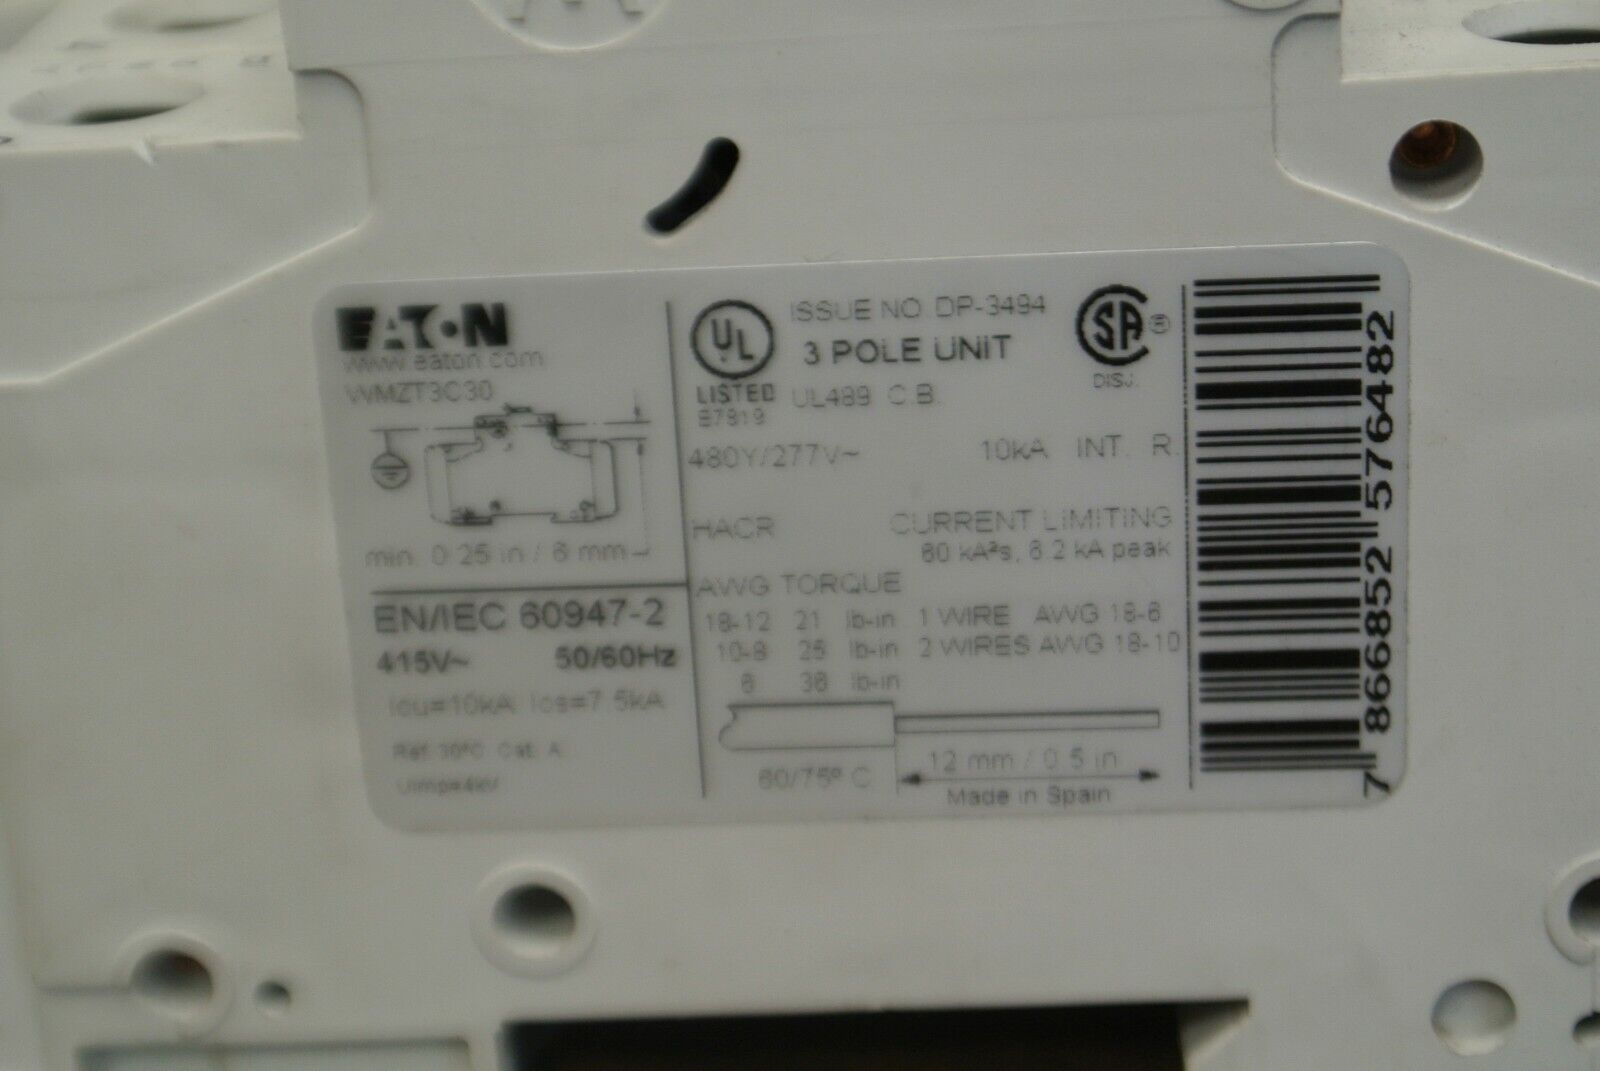 EATON
www.eaton.com
WMZT3C30
min. 0.25 in / 6 mm
EN/IEC 60947-2
415V~ 50/60Hz
Icu=10kA Ics=7.5kA
Ref. 30ºC Cat. A
Uimp=4kV
UL
LISTED
E7819
ISSUE NO. DP-3494
3 POLE UNIT
UL489 C.B.
SA ®
DISJ.
480Y/277V~ 10kA INT. R.
HACR CURRENT LIMITING
60 kA²s, 6.2 kA peak
AWG TORQUE
18-12 21 lb-in 1 WIRE AWG 18-6
10-8 25 lb-in 2 WIRES AWG 18-10
6 36 lb-in
60/75º C
12 mm / 0.5 in
Made in Spain
7 866852 576482